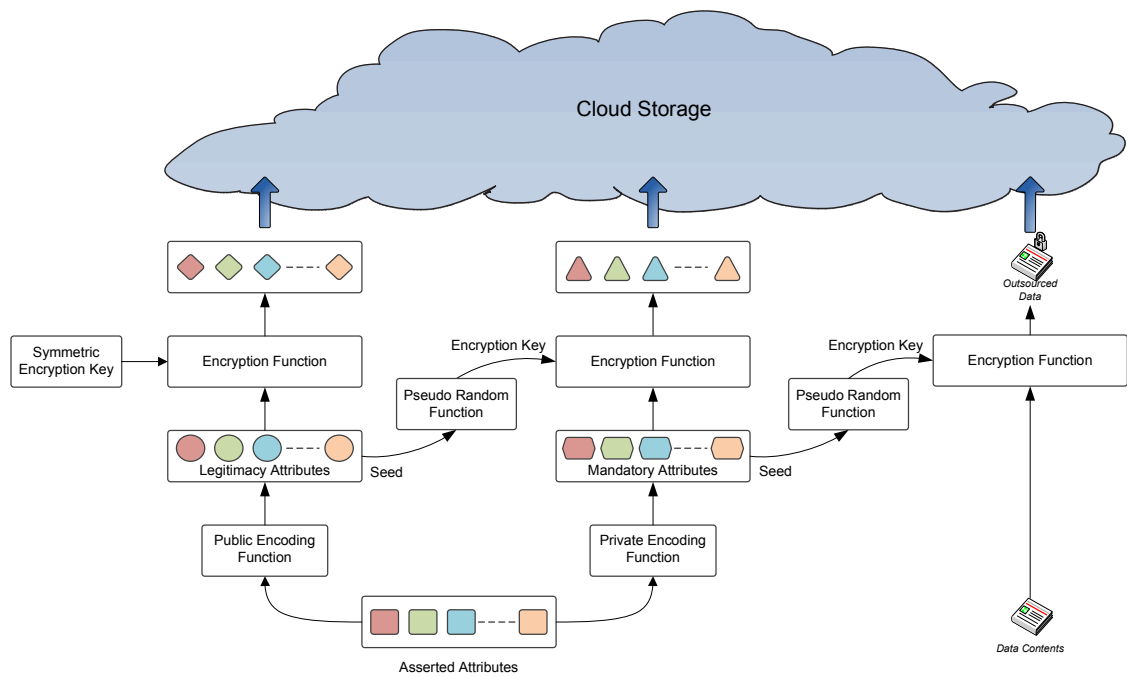 Cloud Storage
Outsourced
Data
Symmetric
Encryption Key
Encryption Function
Encryption Key
Encryption Function
Encryption Key
Encryption Function
Pseudo Random
Function
Pseudo Random
Function
Legitimacy Attributes
Seed
Mandatory Attributes
Seed
Public Encoding
Function
Private Encoding
Function
Asserted Attributes
Data Contents